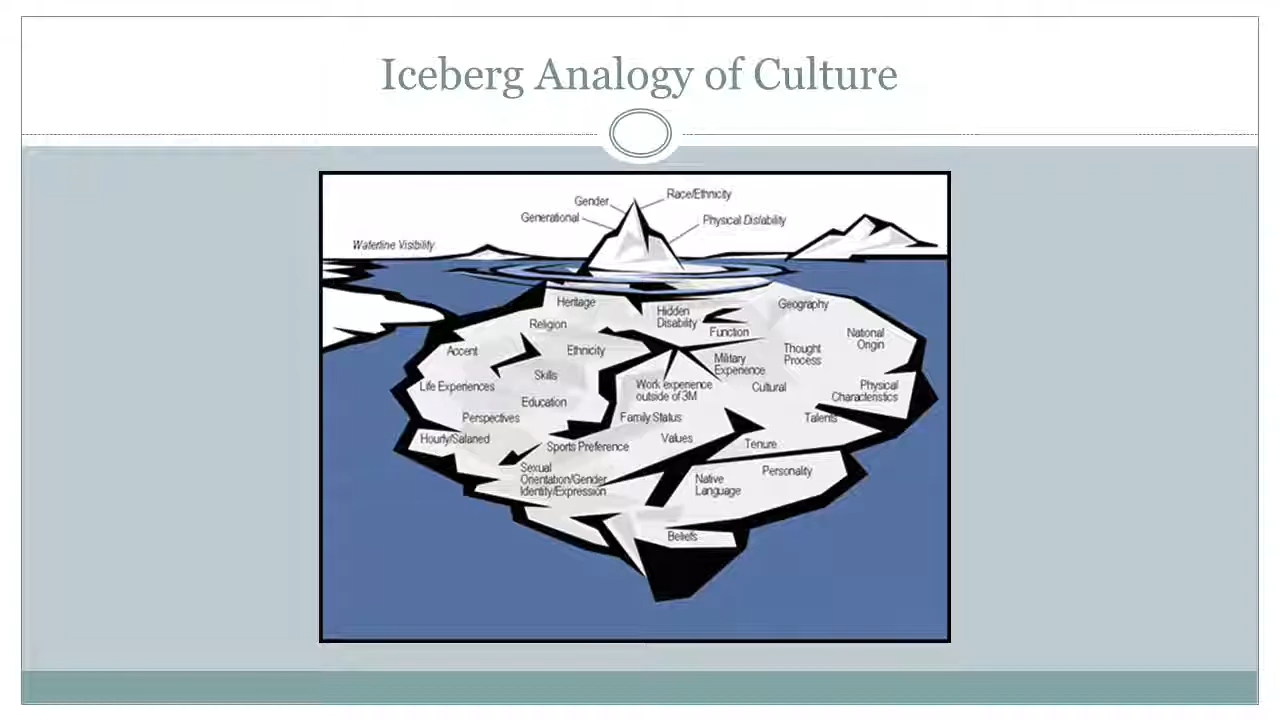 Iceberg Analogy of Culture
Race/Ethnicity
Gender
Generational
Physical Dis/ability
Waterline Visibility
Heritage
Geography
Hidden
Disability
Religion
Function
National
Origin
Accent
Ethnicity
Thought
Process
Military
Experience
Skills
Life Experiences
Work experience
outside of 3M
Cultural
Physical
Characteristics
Education
Perspectives
Family Status
Talents
Hourly/Salaried
Sports Preference
Values
Tenure
Sexual
Orientation/Gender
Identity/Expression
Native
Language
Personality
Beliefs